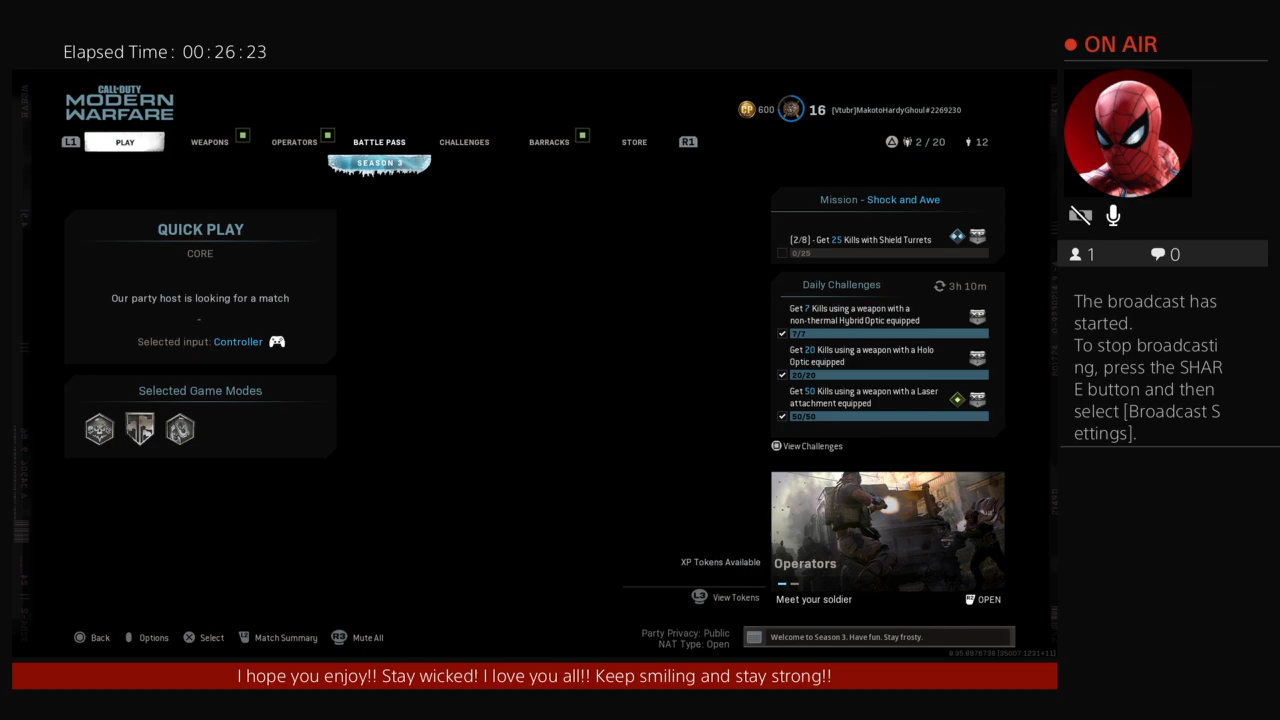 Elapsed Time: 00:26:23
ON AIR
CALL OF DUTY
MODERN
WARFARE
CP 600 16 [Vtubr]MakotoHardyGhoul#2269230
L1 PLAY WEAPONS OPERATORS BATTLE PASS CHALLENGES BARRACKS STORE R1
SEASON 3
2 / 20 12
QUICK PLAY
CORE
Our party host is looking for a match
-
Selected input: Controller
Selected Game Modes
Mission - Shock and Awe
(2/8) - Get 25 Kills with Shield Turrets
0/25
Daily Challenges 3h 10m
Get 7 Kills using a weapon with a
non-thermal Hybrid Optic equipped
7/7
Get 20 Kills using a weapon with a Holo
Optic equipped
20/20
Get 50 Kills using a weapon with a Laser
attachment equipped
50/50
View Challenges
Operators
Meet your soldier
R2 OPEN
XP Tokens Available
L3 View Tokens
Back Options Select Match Summary R3 Mute All
Party Privacy: Public
NAT Type: Open
Welcome to Season 3. Have fun. Stay frosty.
I hope you enjoy!! Stay wicked! I love you all!! Keep smiling and stay strong!!
1 0
The broadcast has
started.
To stop broadcasti
ng, press the SHAR
E button and then
select [Broadcast S
ettings].